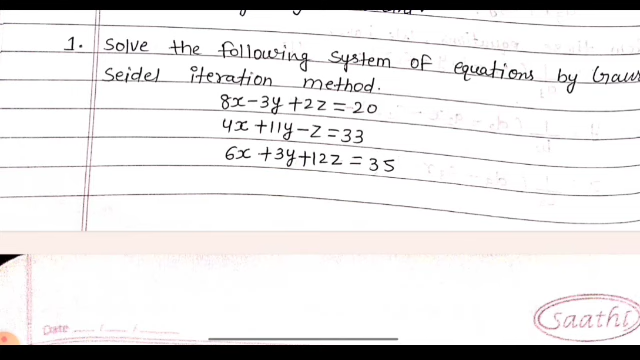 1. Solve the following system of equations by Gauss
Seidel iteration method.
8x-3y+2z=20
4x+11y-z=33
6x+3y+12z=35
Date
Saathi